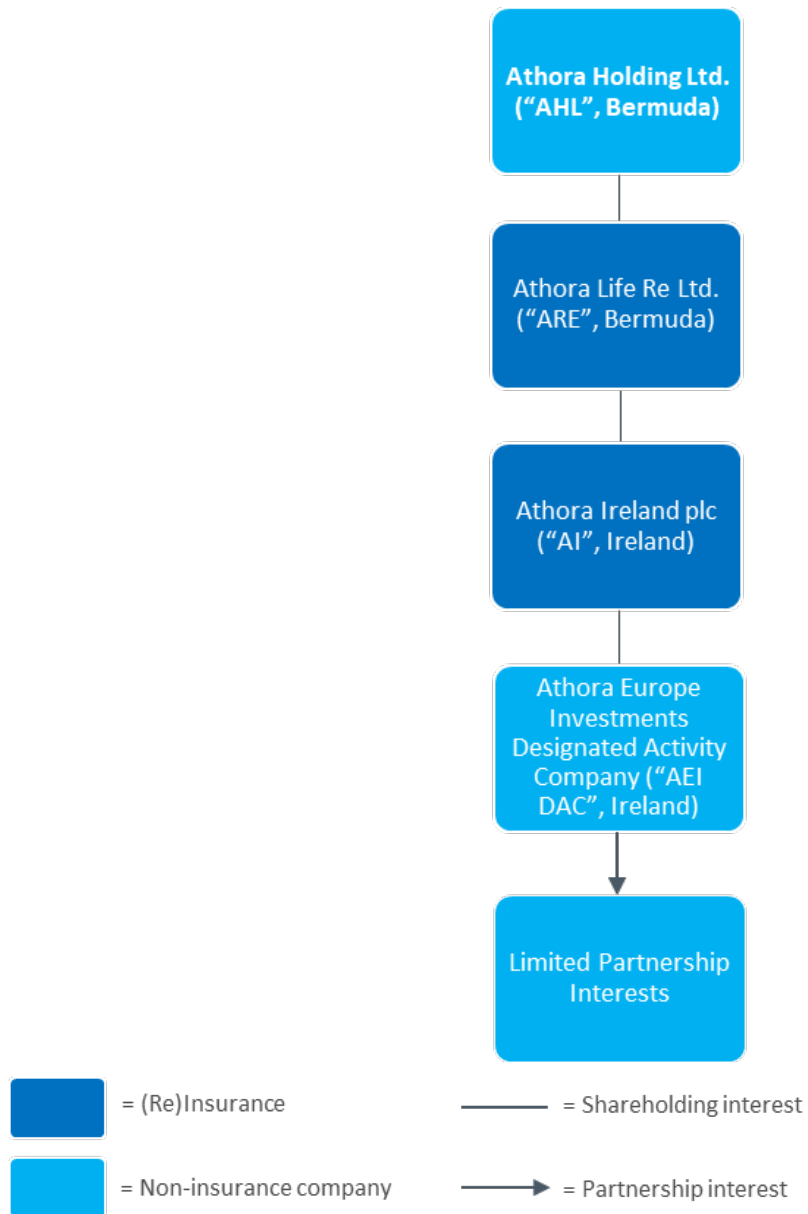 Athora Holding Ltd.
(“AHL”, Bermuda)
Athora Life Re Ltd.
(“ARE”, Bermuda)
Athora Ireland plc
(“AI”, Ireland)
Athora Europe
Investments
Designated Activity
Company (“AEI
DAC”, Ireland)
Limited Partnership
Interests
= (Re)Insurance
= Shareholding interest
= Non-insurance company
= Partnership interest